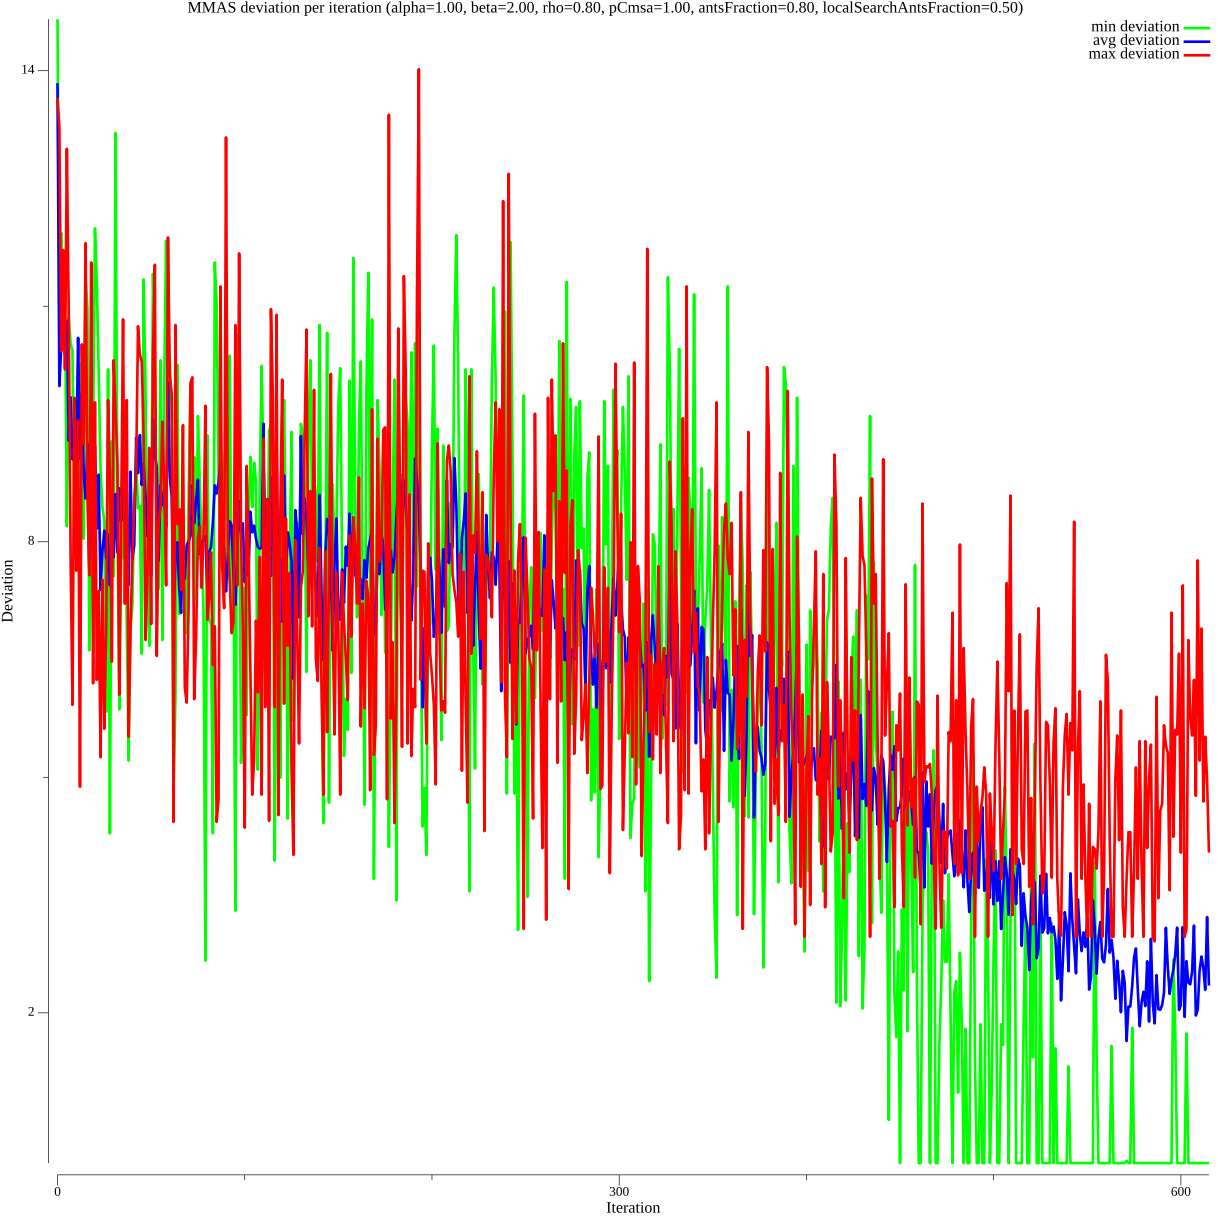 MMAS deviation per iteration (alpha=1.00, beta=2.00, rho=0.80, pCmsa=1.00, antsFraction=0.80, localSearchAntsFraction=0.50)
min deviation
avg deviation
max deviation
14
8
2
Deviation
0
300
600
Iteration